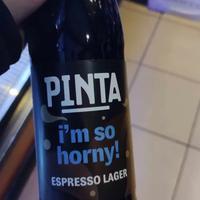 PINTA
i'm so
horny!
ESPRESSO LAGER